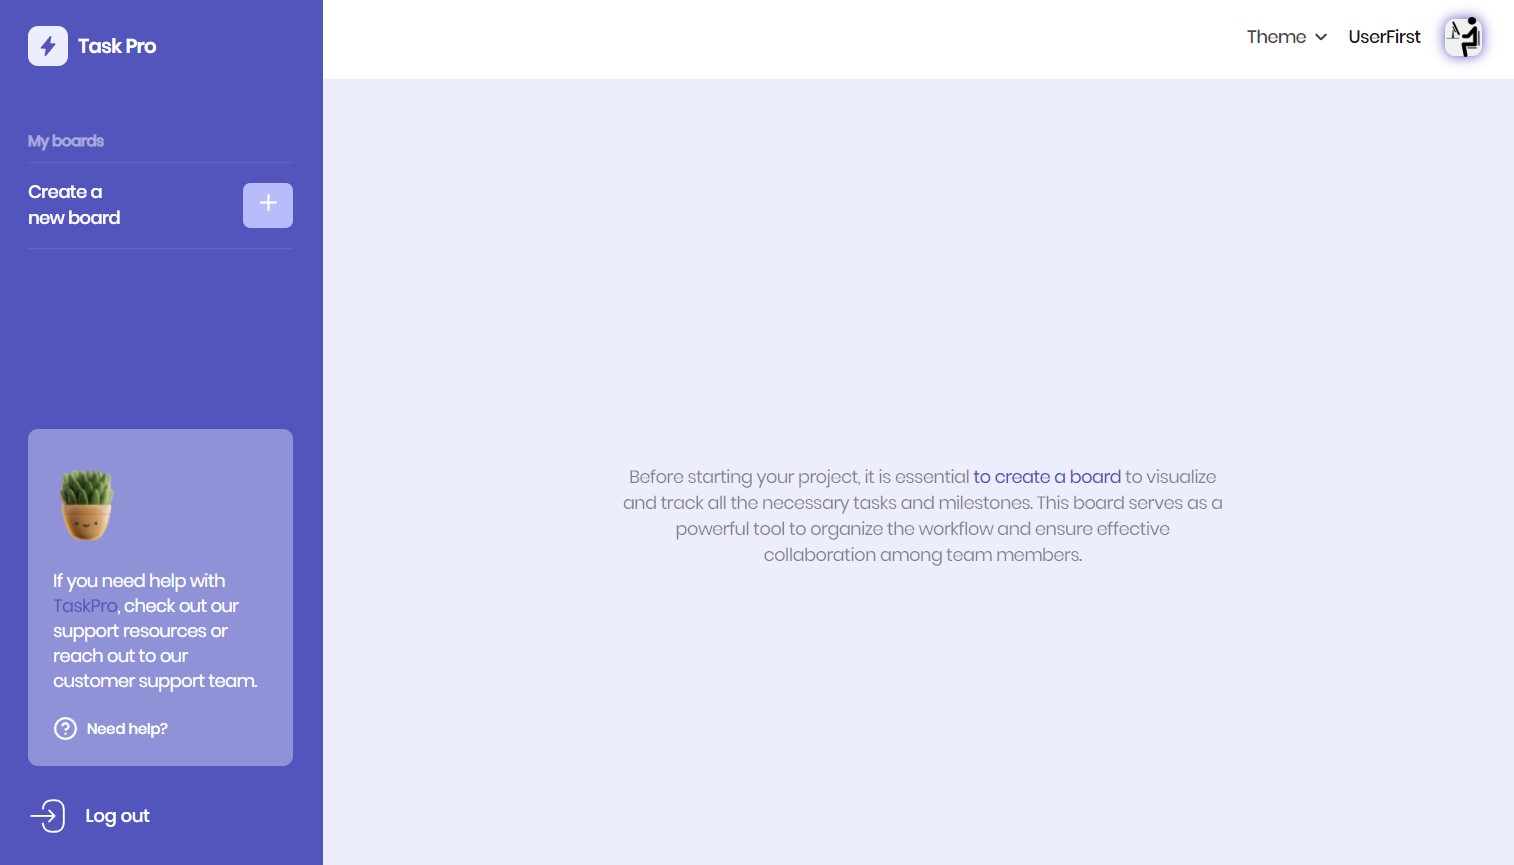 Task Pro
My boards
Create a
new board
If you need help with
TaskPro, check out our
support resources or
reach out to our
customer support team.
Need help?
Log out
Theme
UserFirst
Before starting your project, it is essential to create a board to visualize
and track all the necessary tasks and milestones. This board serves as a
powerful tool to organize the workflow and ensure effective
collaboration among team members.